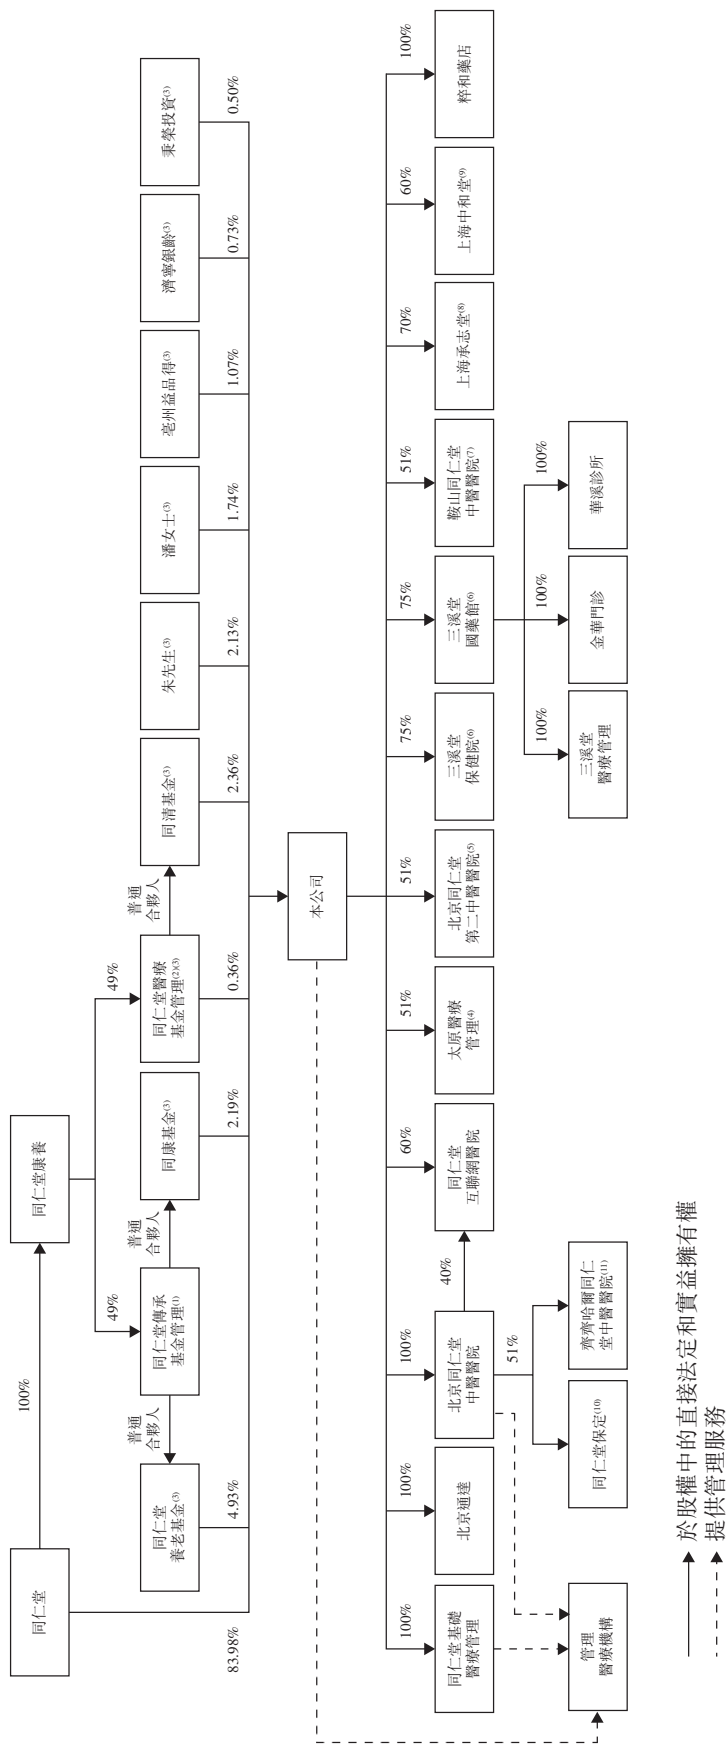 同仁堂
100%
同仁堂康養
49%
49%
同仁堂
養老基金(3)
普通
合夥人
同仁堂傳承
基金管理(1)
普通
合夥人
同康基金(3)
同仁堂醫療
基金管理(2)(3)
普通
合夥人
同清基金(3)
朱先生(3)
潘女士(3)
亳州益品得(3)
濟寧銀齡(3)
秉榮投資(3)
83.98%
4.93%
2.19%
0.36%
2.36%
2.13%
1.74%
1.07%
0.73%
0.50%
本公司
100%
100%
100%
60%
51%
51%
75%
75%
51%
70%
60%
100%
同仁堂基礎
醫療管理
北京通達
北京同仁堂
中醫醫院
40%
同仁堂
互聯網醫院
太原醫療
管理(4)
北京同仁堂
第二中醫醫院(5)
三溪堂
保健院(6)
三溪堂
國藥館(6)
鞍山同仁堂
中醫醫院(7)
上海承志堂(8)
上海中和堂(9)
粹和藥店
51%
100%
100%
100%
管理
醫療機構
同仁堂保定(10)
齊齊哈爾同仁
堂中醫醫院(11)
三溪堂
醫療管理
金華門診
華溪診所
於股權中的直接法定和實益擁有權
提供管理服務